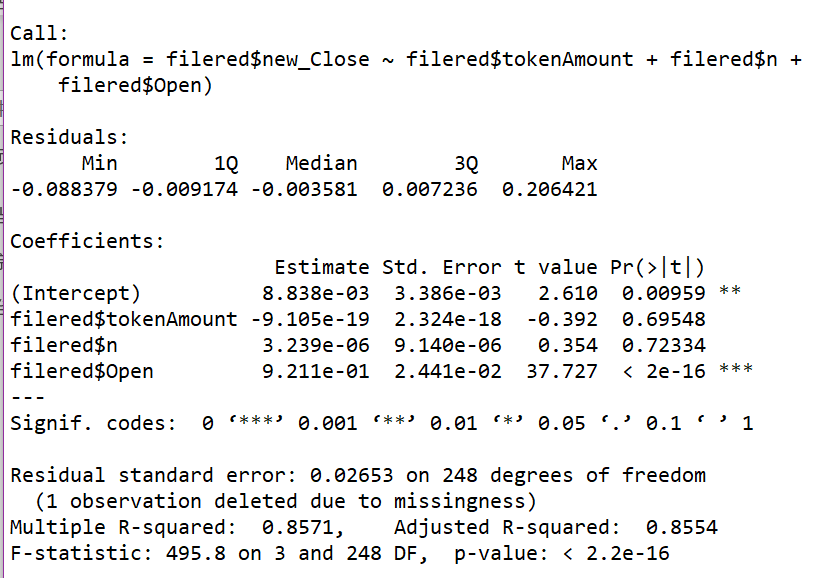 Call:
lm(formula = filered$new_Close ~ filered$tokenAmount + filered$n +
    filered$Open)
Residuals:
      Min        1Q    Median        3Q       Max
-0.088379 -0.009174 -0.003581  0.007236  0.206421
Coefficients:
                      Estimate Std. Error t value Pr(>|t|)
(Intercept)          8.838e-03  3.386e-03   2.610  0.00959 **
filered$tokenAmount -9.105e-19  2.324e-18  -0.392  0.69548
filered$n            3.239e-06  9.140e-06   0.354  0.72334
filered$Open         9.211e-01  2.441e-02  37.727  < 2e-16 ***
---
Signif. codes:  0 ‘***’ 0.001 ‘**’ 0.01 ‘*’ 0.05 ‘.’ 0.1 ‘ ’ 1
Residual standard error: 0.02653 on 248 degrees of freedom
  (1 observation deleted due to missingness)
Multiple R-squared:  0.8571,    Adjusted R-squared:  0.8554
F-statistic: 495.8 on 3 and 248 DF,  p-value: < 2.2e-16